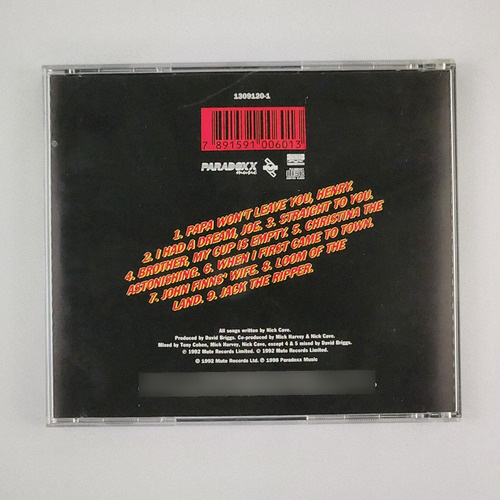 1309120-1
7 891591 006013
PARADOXX
music
1. PAPA WON'T LEAVE YOU, HENRY.
2. I HAD A DREAM, JOE. 3. STRAIGHT TO YOU.
4. BROTHER, MY CUP IS EMPTY. 5. CHRISTINA THE
ASTONISHING. 6. WHEN I FIRST CAME TO TOWN.
7. JOHN FINNS' WIFE. 8. LOOM OF THE
LAND. 9. JACK THE RIPPER.
All songs written by Nick Cave.
Produced by David Briggs. Co-produced by Mick Harvey & Nick Cave.
Mixed by Tony Cohen, Mick Harvey, Nick Cave, except 4 & 5 mixed by David Briggs.
℗ 1992 Mute Records Limited. © 1992 Mute Records Limited.
℗ 1992 Mute Records Ltd. ℗ 1998 Paradoxx Music